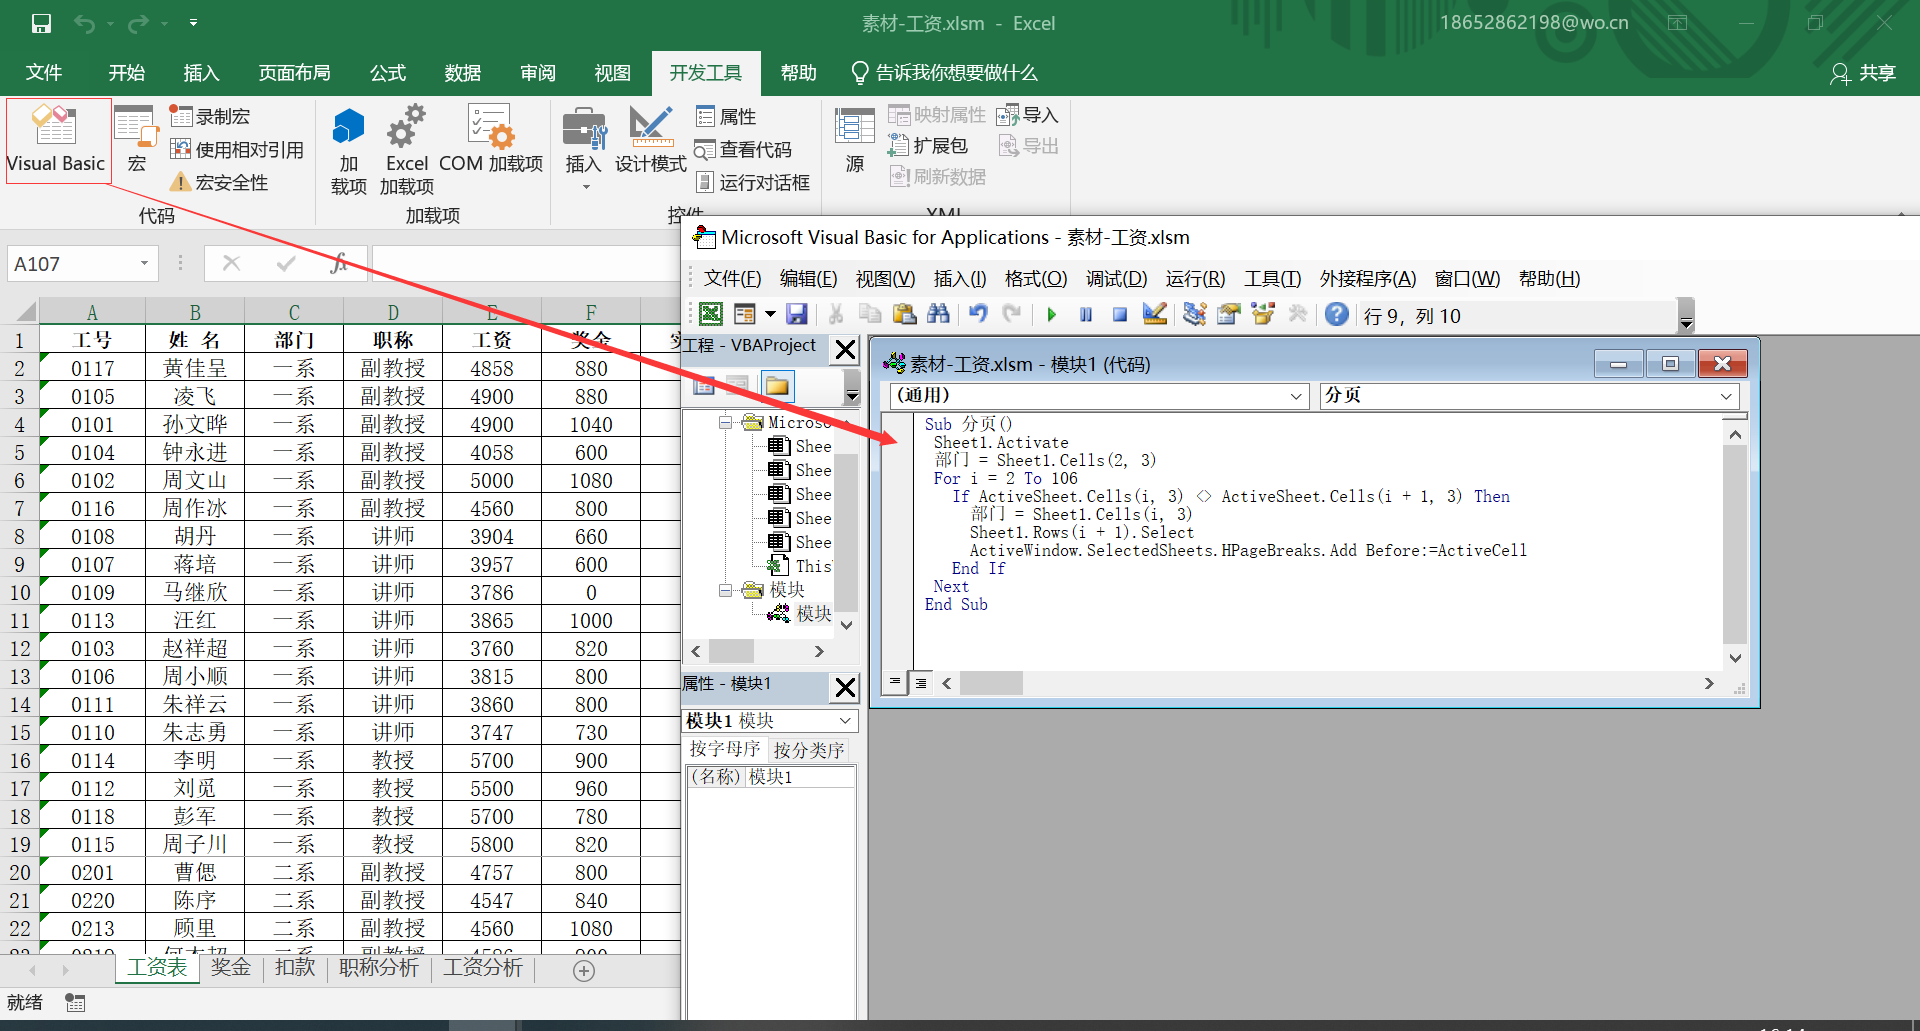 素材-工资.xlsm - Excel
18652862198@wo.cn
文件 开始 插入 页面布局 公式 数据 审阅 视图 开发工具 帮助 告诉我你想要做什么 共享
Visual Basic
宏
录制宏
使用相对引用
宏安全性
代码
加
载项
Excel
加载项
COM 加载项
加载项
插入
设计模式
属性
查看代码
运行对话框
控件
源
映射属性
扩展包
刷新数据
导入
导出
XML
A107
fx
A B C D E F
1 工号 姓 名 部门 职称 工资 奖金
2 0117 黄佳呈 一系 副教授 4858 880
3 0105 凌飞 一系 副教授 4900 880
4 0101 孙文晔 一系 副教授 4900 1040
5 0104 钟永进 一系 副教授 4058 600
6 0102 周文山 一系 副教授 5000 1080
7 0116 周作冰 一系 副教授 4560 800
8 0108 胡丹 一系 讲师 3904 660
9 0107 蒋培 一系 讲师 3957 600
10 0109 马继欣 一系 讲师 3786 0
11 0113 汪红 一系 讲师 3865 1000
12 0103 赵祥超 一系 讲师 3760 820
13 0106 周小顺 一系 讲师 3815 800
14 0111 朱祥云 一系 讲师 3860 800
15 0110 朱志勇 一系 讲师 3747 730
16 0114 李明 一系 教授 5700 900
17 0112 刘觅 一系 教授 5500 960
18 0118 彭军 一系 教授 5700 780
19 0115 周子川 一系 教授 5800 820
20 0201 曹偲 二系 副教授 4757 800
21 0220 陈序 二系 副教授 4547 840
22 0213 顾里 二系 副教授 4560 1080
工资表 奖金 扣款 职称分析 工资分析
就绪
Microsoft Visual Basic for Applications - 素材-工资.xlsm
文件(F) 编辑(E) 视图(V) 插入(I) 格式(O) 调试(D) 运行(R) 工具(T) 外接程序(A) 窗口(W) 帮助(H)
行 9，列 10
工程 - VBAProject
Microso
Shee
Shee
Shee
Shee
Shee
This
模块
模块
属性 - 模块1
模块1 模块
按字母序 按分类序
(名称) 模块1
素材-工资.xlsm - 模块1 (代码)
(通用) 分页
Sub 分页()
Sheet1.Activate
部门 = Sheet1.Cells(2, 3)
For i = 2 To 106
If ActiveSheet.Cells(i, 3) <> ActiveSheet.Cells(i + 1, 3) Then
部门 = Sheet1.Cells(i, 3)
Sheet1.Rows(i + 1).Select
ActiveWindow.SelectedSheets.HPageBreaks.Add Before:=ActiveCell
End If
Next
End Sub